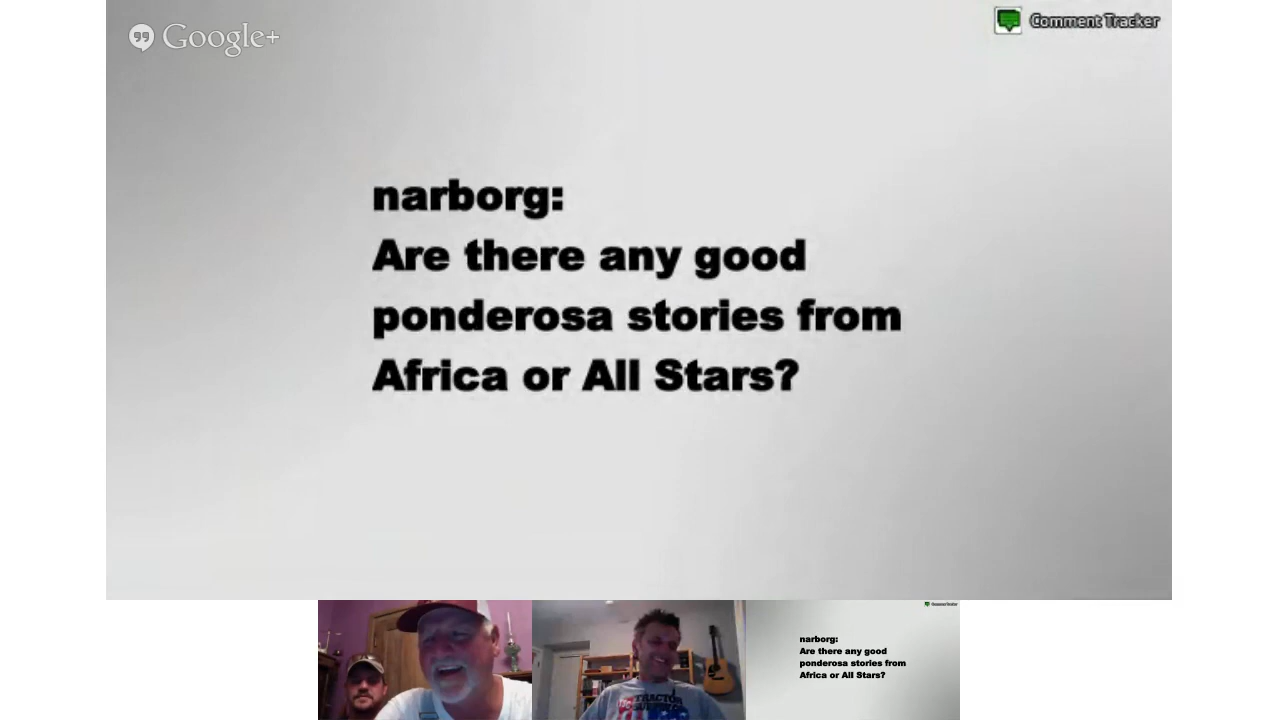 Google+
Comment Tracker
narborg:
Are there any good
ponderosa stories from
Africa or All Stars?
TRACTOR
narborg:
Are there any good
ponderosa stories from
Africa or All Stars?